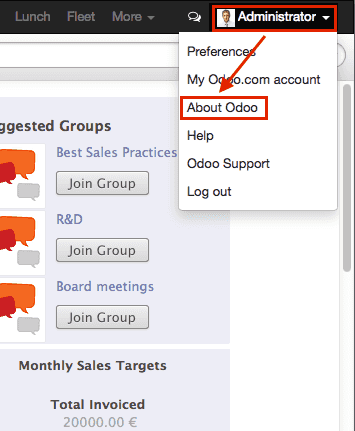 Lunch Fleet More Administrator
Preferences
My Odoo.com account
About Odoo
Help
Odoo Support
Log out
ggested Groups
Best Sales Practices
Join Group
R&D
Join Group
Board meetings
Join Group
Monthly Sales Targets
Total Invoiced
20000.00 €